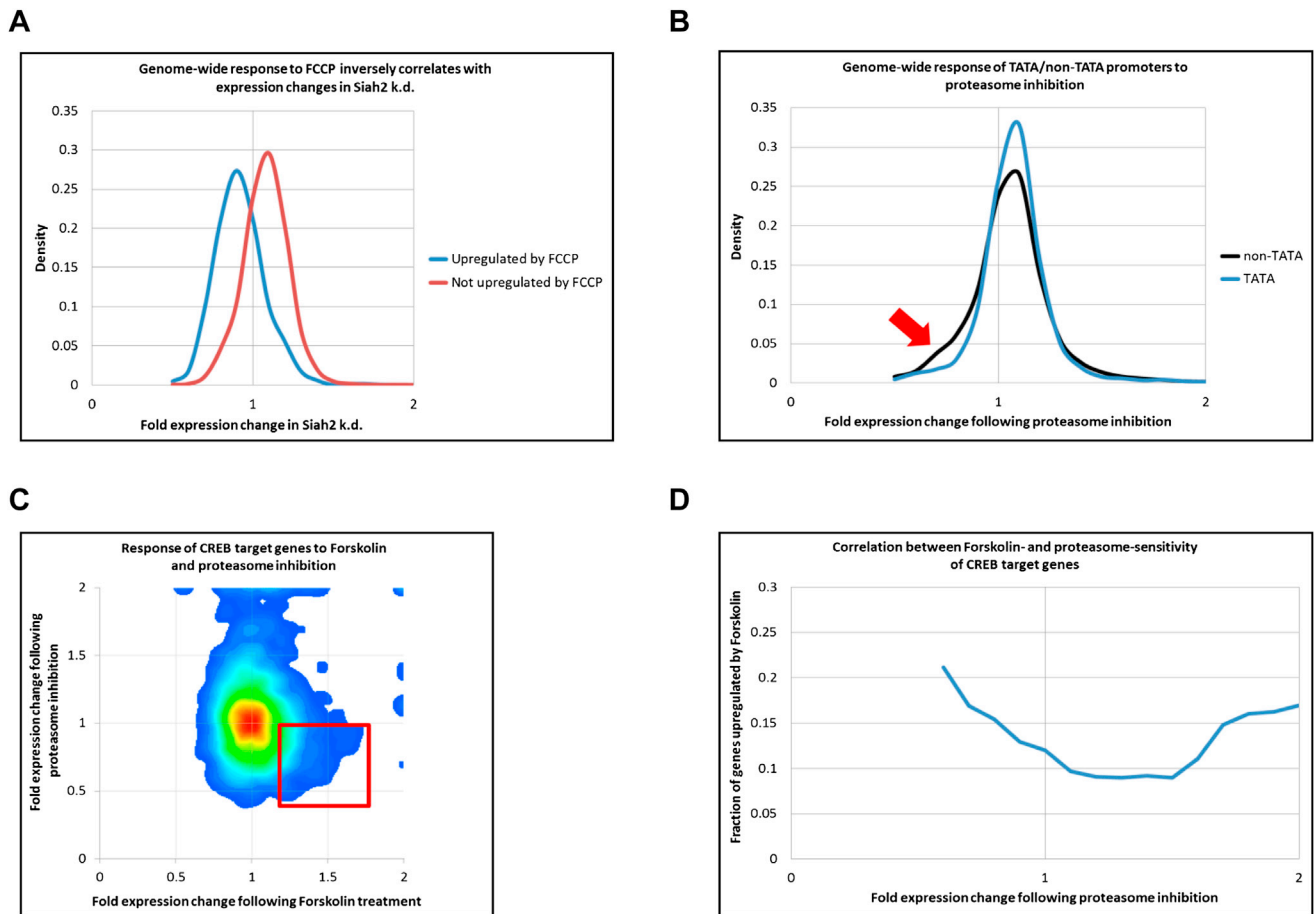 A
Genome-wide response to FCCP inversely correlates with
expression changes in Siah2 k.d.
0.35
0.3
0.25
0.2
0.15
0.1
0.05
0
Density
0
1
2
Fold expression change in Siah2 k.d.
Upregulated by FCCP
Not upregulated by FCCP
B
Genome-wide response of TATA/non-TATA promoters to
proteasome inhibition
0.35
0.3
0.25
0.2
0.15
0.1
0.05
0
Density
0
1
2
Fold expression change following proteasome inhibition
non-TATA
TATA
C
Response of CREB target genes to Forskolin
and proteasome inhibition
2
1.5
1
0.5
0
Fold expression change following
proteasome inhibition
0
0.5
1
1.5
2
Fold expression change following Forskolin treatment
D
Correlation between Forskolin- and proteasome-sensitivity
of CREB target genes
0.3
0.25
0.2
0.15
0.1
0.05
0
Fraction of genes upregulated by Forskolin
0
1
2
Fold expression change following proteasome inhibition